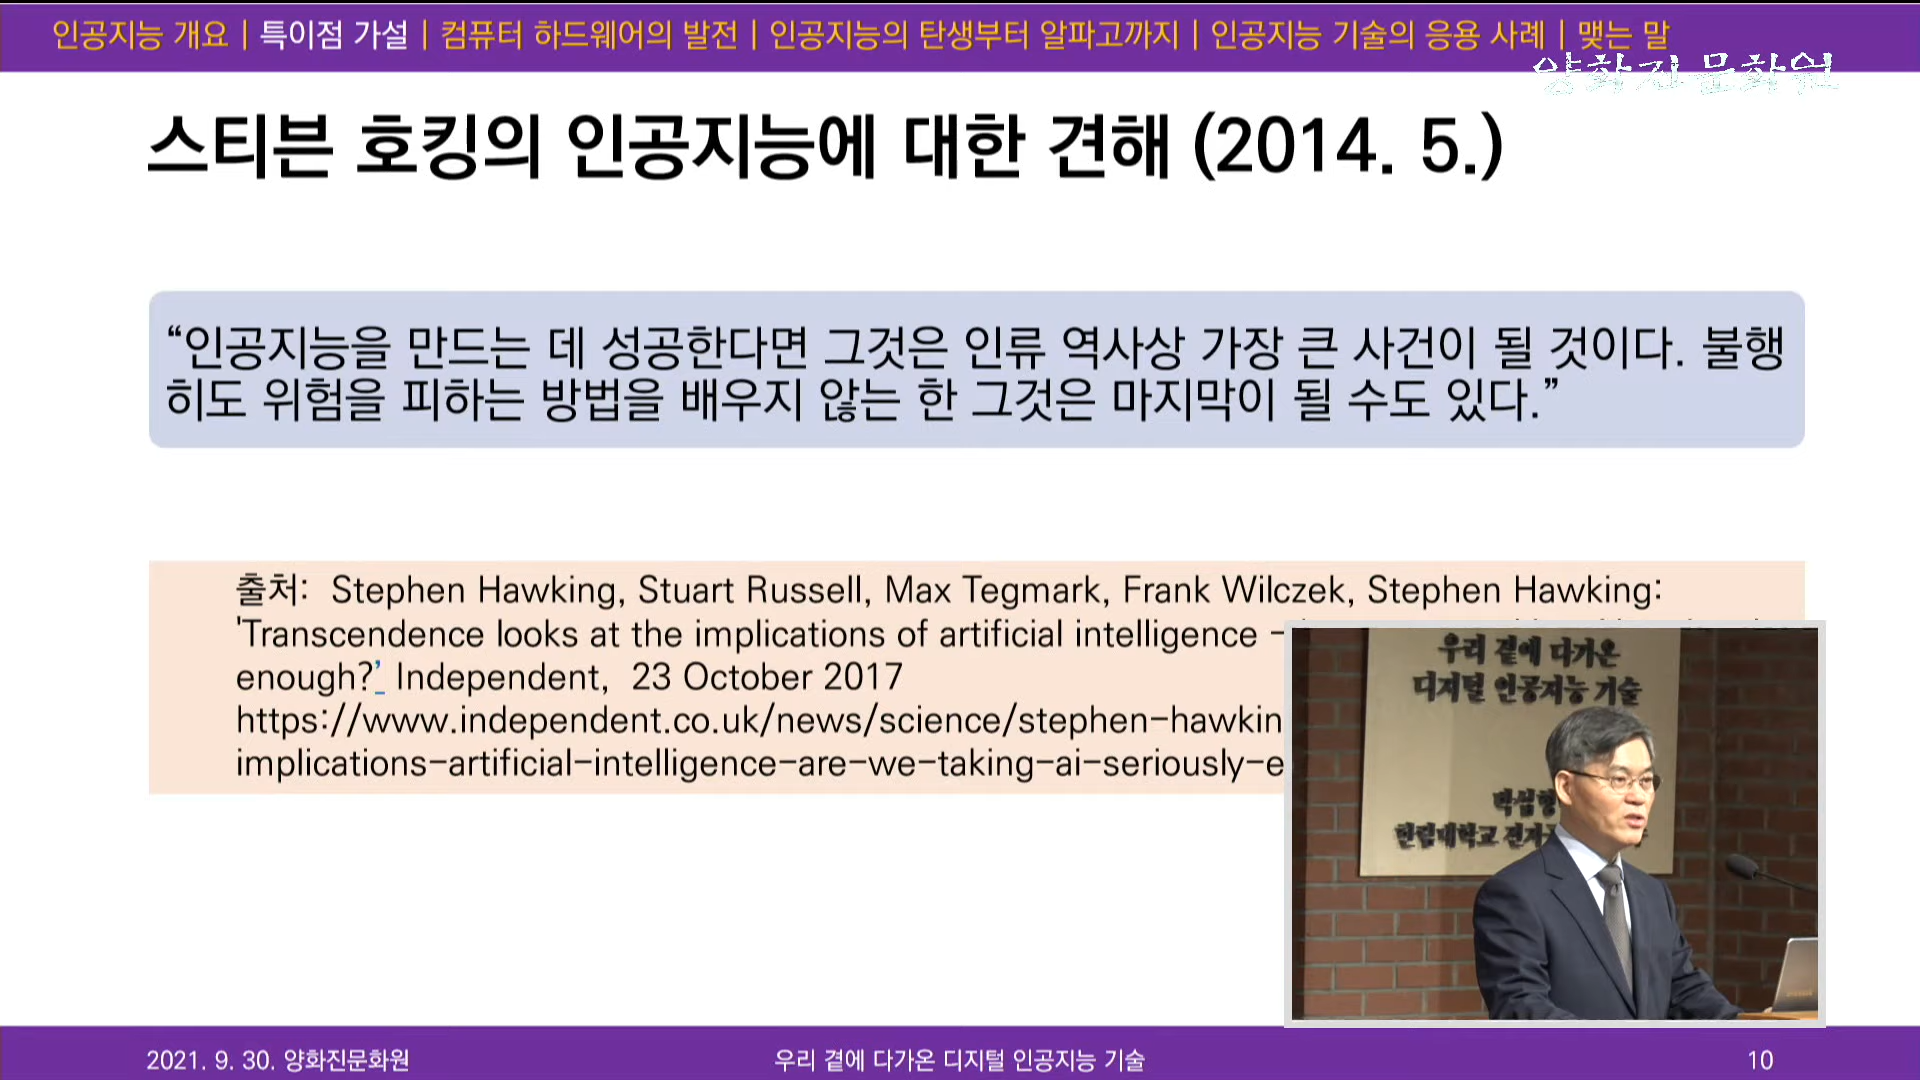 인공지능 개요 | 특이점 가설 | 컴퓨터 하드웨어의 발전 | 인공지능의 탄생부터 알파고까지 | 인공지능 기술의 응용 사례 | 맺는 말
양화진문화원
스티븐 호킹의 인공지능에 대한 견해 (2014. 5.)
“인공지능을 만드는 데 성공한다면 그것은 인류 역사상 가장 큰 사건이 될 것이다. 불행
히도 위험을 피하는 방법을 배우지 않는 한 그것은 마지막이 될 수도 있다.”
출처: Stephen Hawking, Stuart Russell, Max Tegmark, Frank Wilczek, Stephen Hawking:
'Transcendence looks at the implications of artificial intelligence –
enough?’ Independent, 23 October 2017
https://www.independent.co.uk/news/science/stephen-hawkin
implications-artificial-intelligence-are-we-taking-ai-seriously-e
우리 곁에 다가온
디지털 인공지능 기술
한림대학교
2021. 9. 30. 양화진문화원
우리 곁에 다가온 디지털 인공지능 기술
10